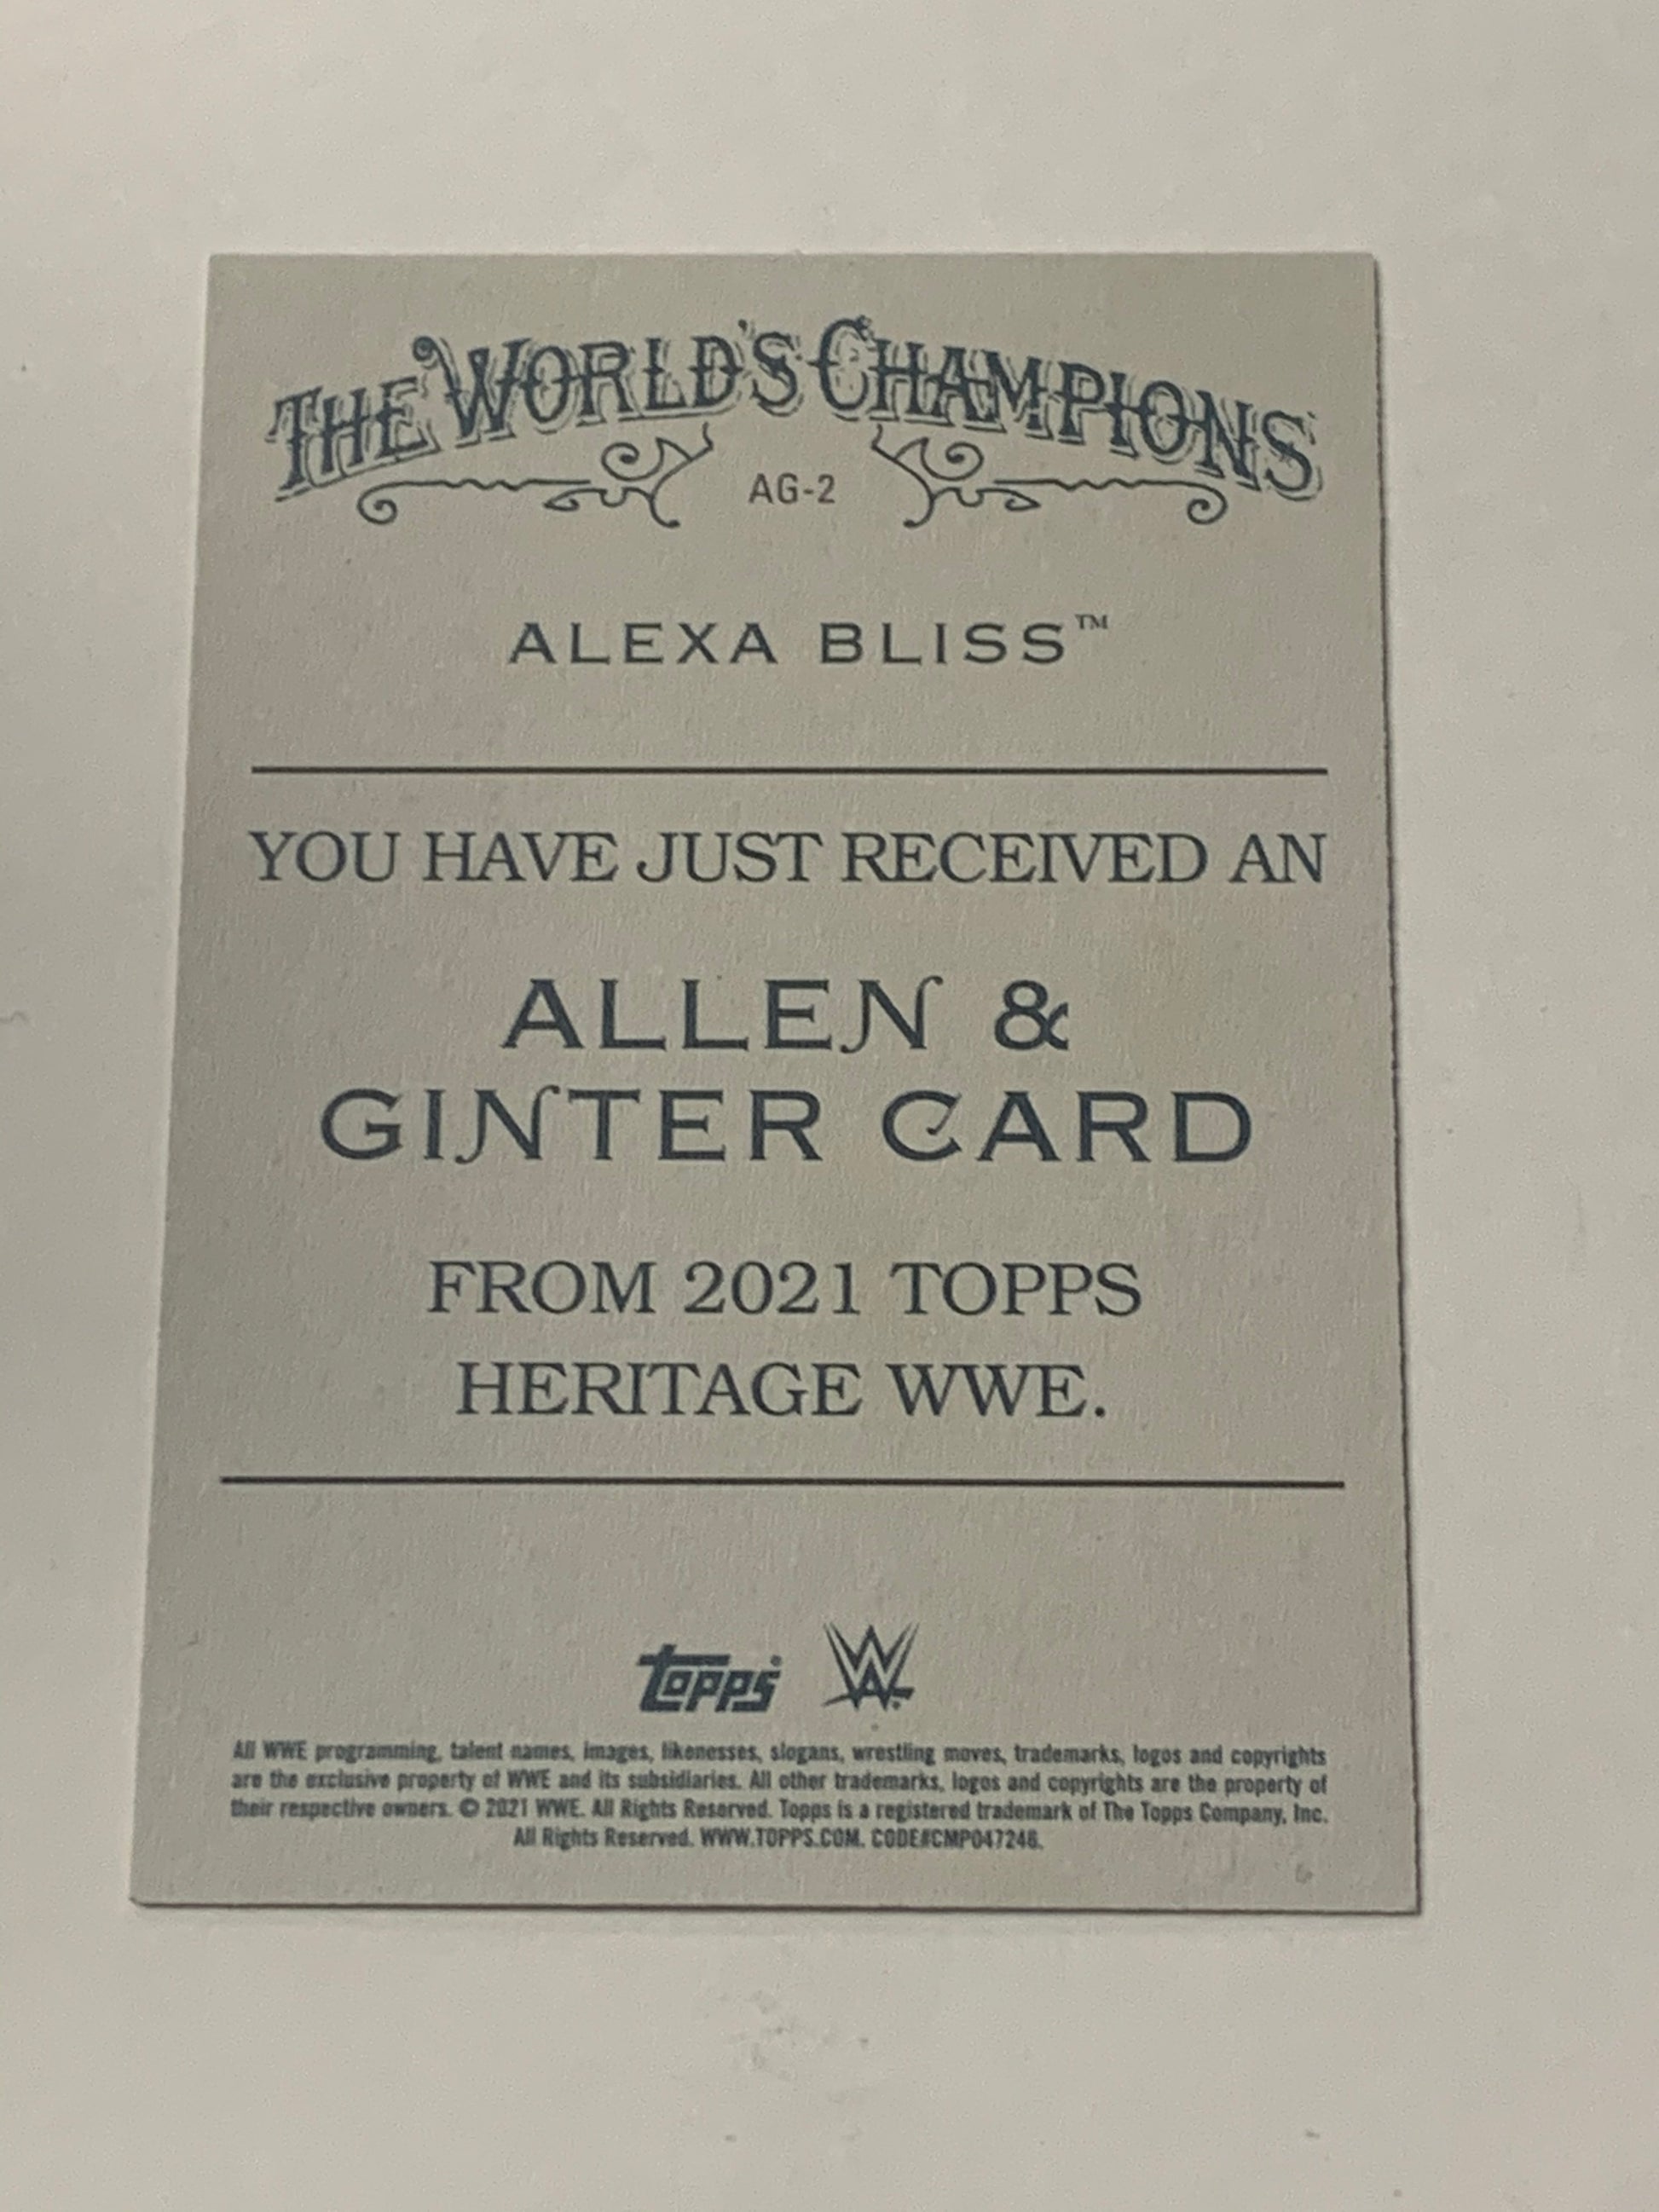 THE WORLD'S CHAMPIONS
AG-2
ALEXA BLISS™
YOU HAVE JUST RECEIVED AN
ALLEN &
GINTER CARD
FROM 2021 TOPPS
HERITAGE WWE.
topps W
All WWE programming, talent names, images, likenesses, slogans, wrestling moves, trademarks, logos and copyrights
are the exclusive property of WWE and its subsidiaries. All other trademarks, logos and copyrights are the property of
their respective owners. © 2021 WWE. All Rights Reserved. Topps is a registered trademark of The Topps Company, Inc.
All Rights Reserved. WWW.TOPPS.COM. CODE#CMP047246.